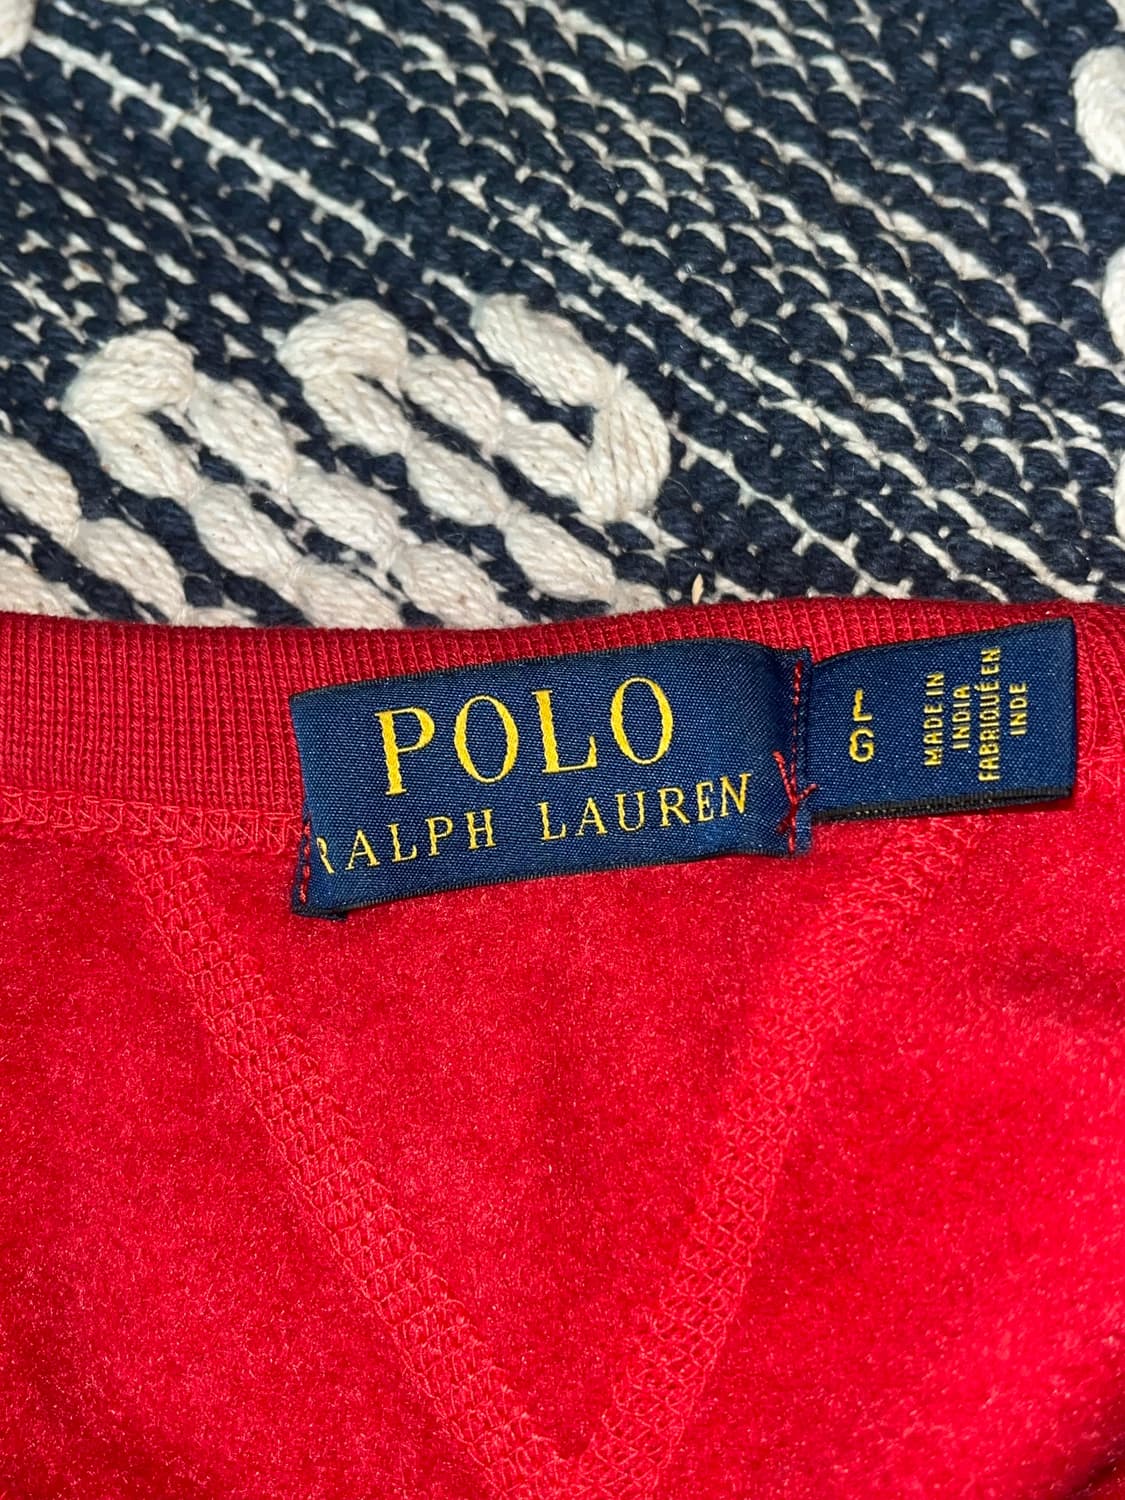 POLO
RALPH LAUREN
L
G
MADE IN
INDIA
FABRIQUÉ EN
INDE